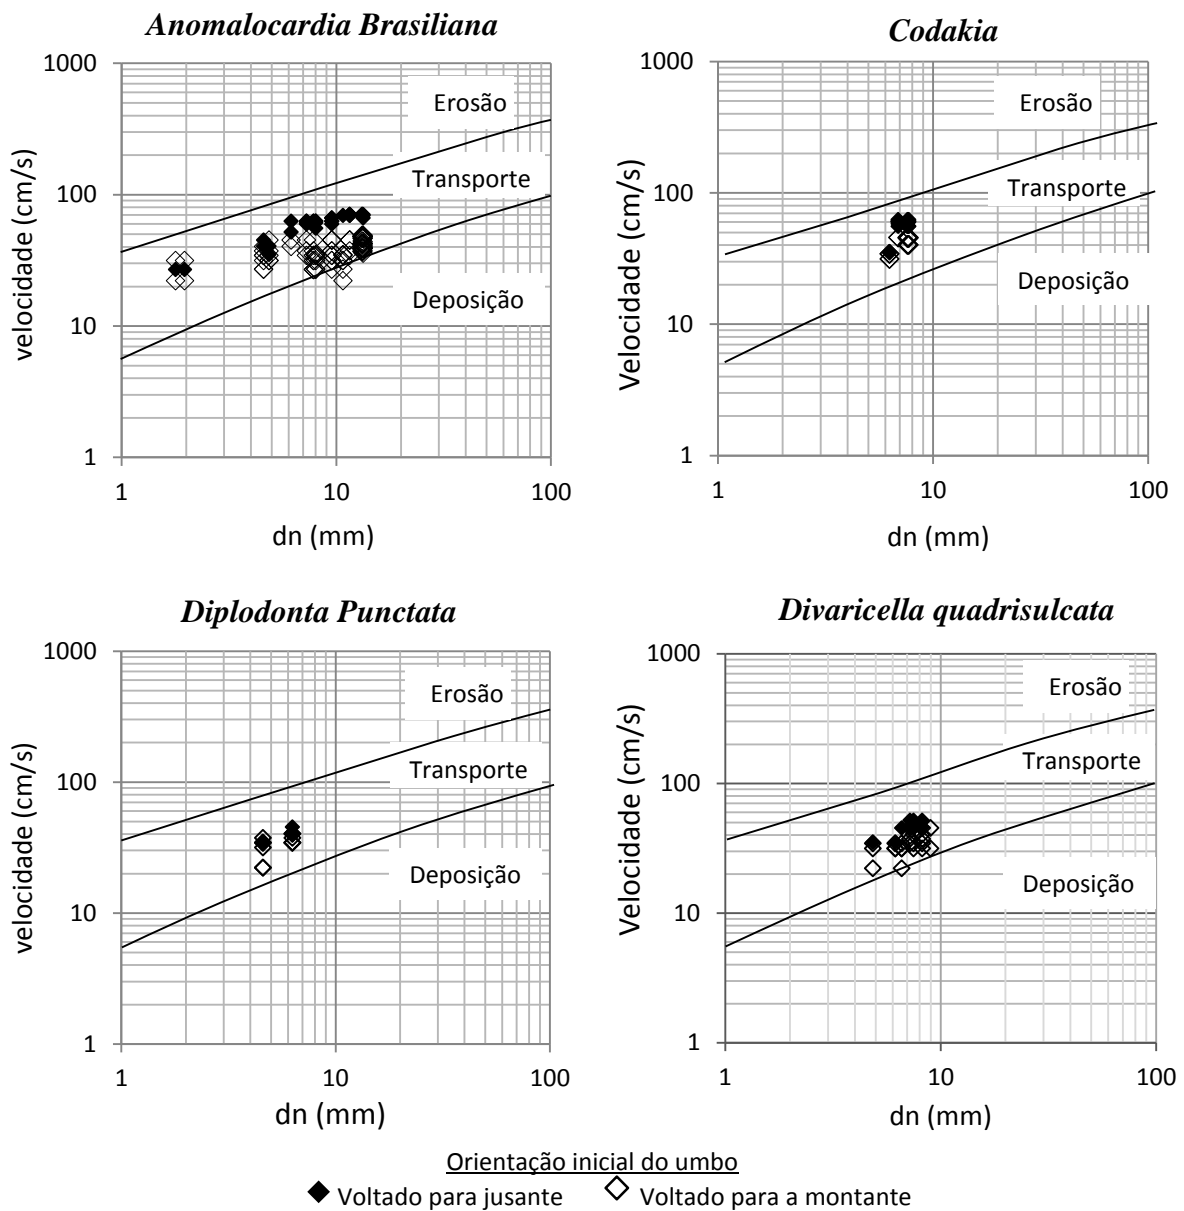 Anomalocardia Brasiliana
1000
100
10
1
velocidade (cm/s)
Erosão
Transporte
Deposição
1 10 100
dn (mm)
Codakia
1000
100
10
1
Velocidade (cm/s)
Erosão
Transporte
Deposição
1 10 100
dn (mm)
Diplodonta Punctata
1000
100
10
1
velocidade (cm/s)
Erosão
Transporte
Deposição
1 10 100
dn (mm)
Divaricella quadrisulcata
1000
100
10
1
Velocidade (cm/s)
Erosão
Transporte
Deposição
1 10 100
dn (mm)
Orientação inicial do umbo
Voltado para jusante Voltado para a montante